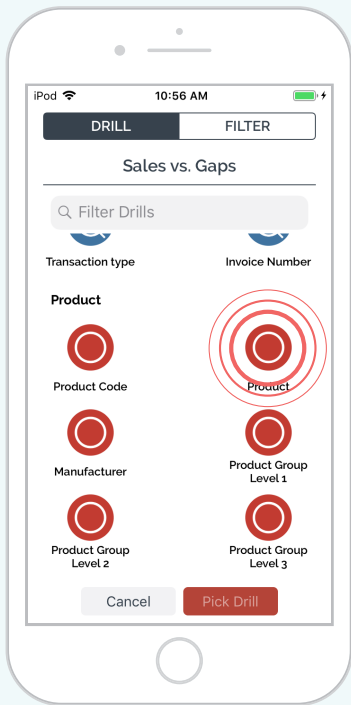 iPod 10:56 AM
DRILL FILTER
Sales vs. Gaps
Filter Drills
Transaction type Invoice Number
Product
Product Code Product
Manufacturer Product Group
Level 1
Product Group Product Group
Level 2 Level 3
Cancel Pick Drill